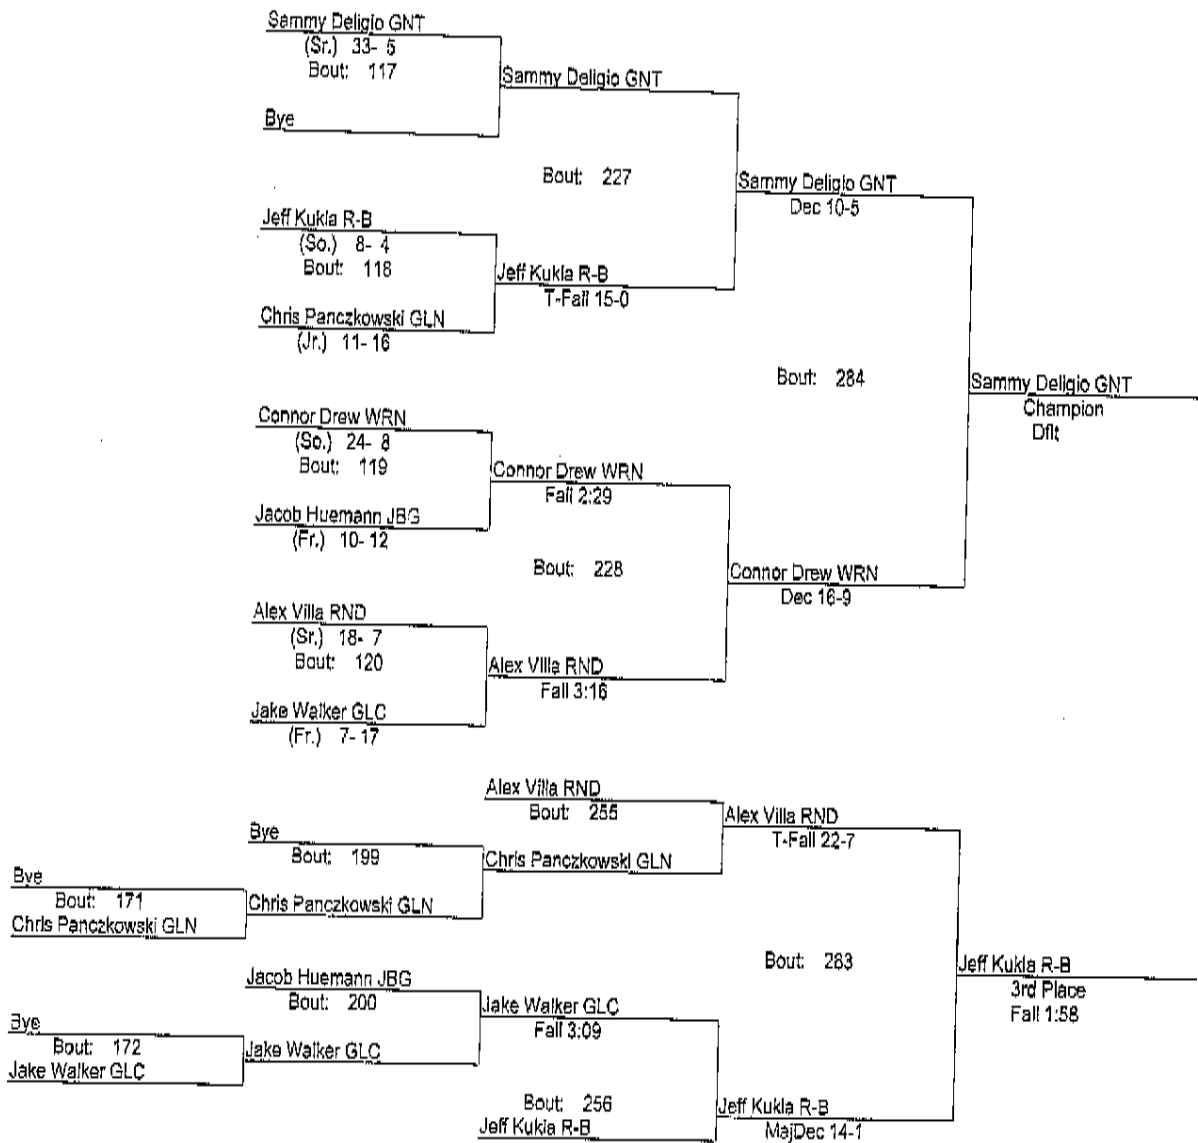 Sammy Deligio GNT
(Sr.) 33- 5
Bout: 117
Bye
Sammy Deligio GNT
Bout: 227
Jeff Kukla R-B
(So.) 8- 4
Bout: 118
Chris Panczkowski GLN
(Jr.) 11- 16
Jeff Kukla R-B
T-Fall 15-0
Sammy Deligio GNT
Dec 10-5
Bout: 284
Sammy Deligio GNT
Champion
Dflt
Connor Drew WRN
(So.) 24- 8
Bout: 119
Jacob Huemann JBG
(Fr.) 10- 12
Connor Drew WRN
Fall 2:29
Bout: 228
Alex Villa RND
(Sr.) 18- 7
Bout: 120
Jake Walker GLC
(Fr.) 7- 17
Alex Villa RND
Fall 3:16
Connor Drew WRN
Dec 16-9
Alex Villa RND
Bout: 255
Chris Panczkowski GLN
Alex Villa RND
T-Fall 22-7
Bye
Bout: 199
Chris Panczkowski GLN
Bye
Bout: 171
Chris Panczkowski GLN
Bout: 283
Jeff Kukla R-B
3rd Place
Fall 1:58
Jacob Huemann JBG
Bout: 200
Jake Walker GLC
Bye
Bout: 172
Jake Walker GLC
Jake Walker GLC
Fall 3:09
Bout: 256
Jeff Kukla R-B
Jeff Kukla R-B
MajDec 14-1